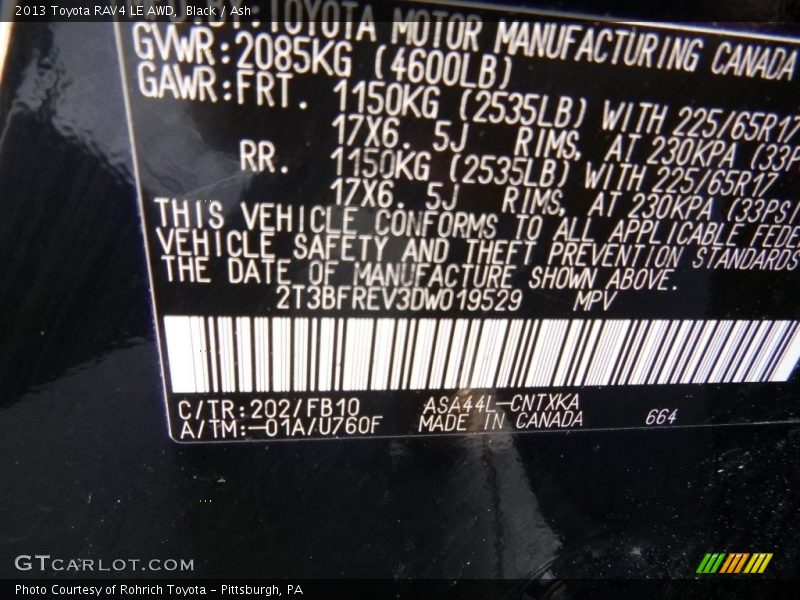 2013 Toyota RAV4 LE AWD, Black / Ash
TOYOTA MOTOR MANUFACTURING CANADA
GVWR:2085KG (4600LB)
GAWR:FRT. 1150KG (2535LB) WITH 225/65R17
17X6. 5J RIMS, AT 230KPA (33P
RR. 1150KG (2535LB) WITH 225/65R17
17X6. 5J RIMS, AT 230KPA (33PSI
THIS VEHICLE CONFORMS TO ALL APPLICABLE FEDE
VEHICLE SAFETY AND THEFT PREVENTION STANDARDS
THE DATE OF MANUFACTURE SHOWN ABOVE.
2T3BFREV3DW019529 MPV
C/TR:202/FB10 ASA44L-CNTXKA
A/TM:-01A/U760F MADE IN CANADA 664
GTCARLOT.COM
Photo Courtesy of Rohrich Toyota - Pittsburgh, PA